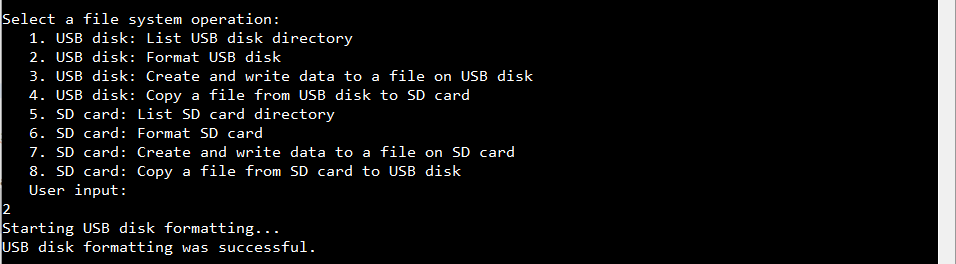 Select a file system operation:
1. USB disk: List USB disk directory
2. USB disk: Format USB disk
3. USB disk: Create and write data to a file on USB disk
4. USB disk: Copy a file from USB disk to SD card
5. SD card: List SD card directory
6. SD card: Format SD card
7. SD card: Create and write data to a file on SD card
8. SD card: Copy a file from SD card to USB disk
User input:
2
Starting USB disk formatting...
USB disk formatting was successful.